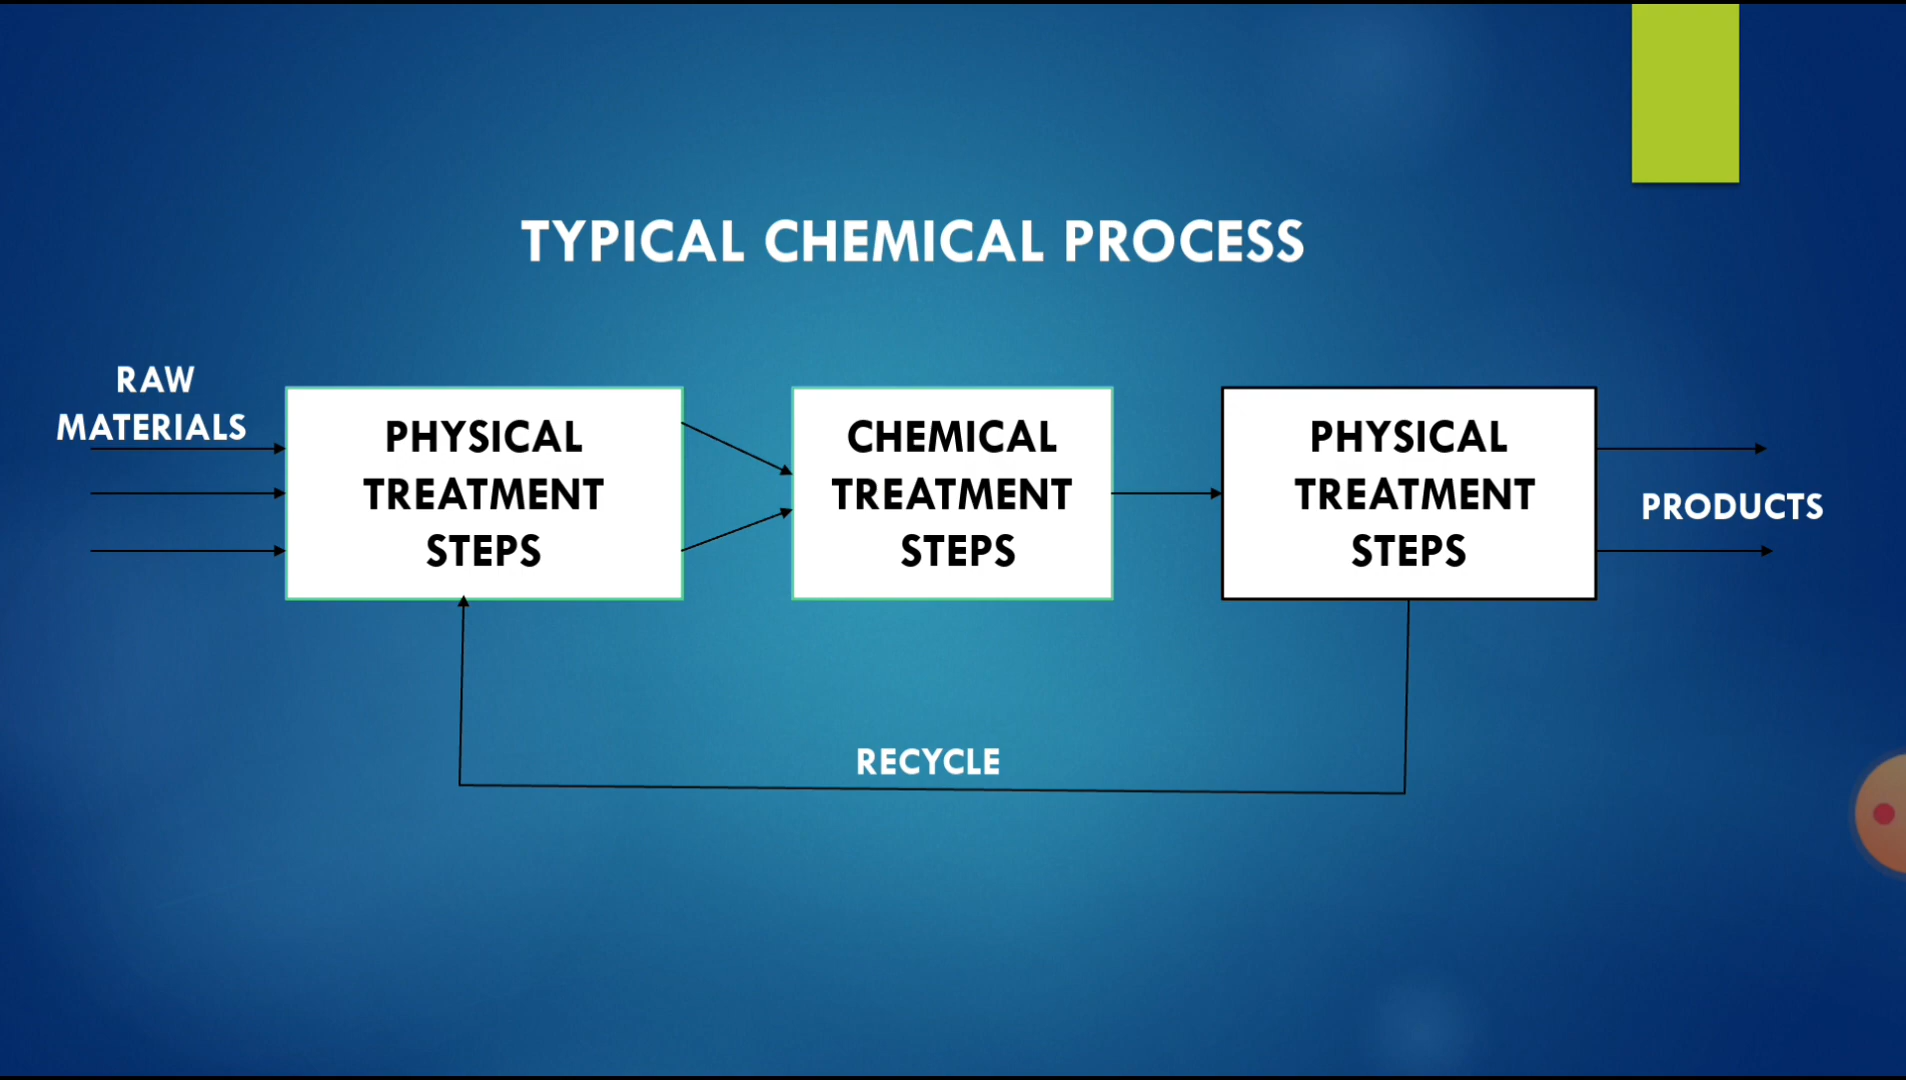 TYPICAL CHEMICAL PROCESS
RAW
MATERIALS
PHYSICAL
TREATMENT
STEPS
CHEMICAL
TREATMENT
STEPS
PHYSICAL
TREATMENT
STEPS
PRODUCTS
RECYCLE